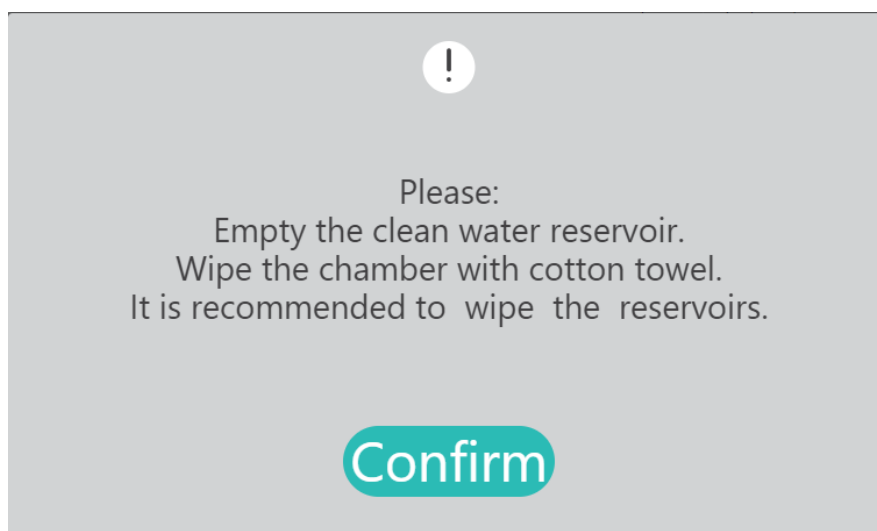 !
Please:
Empty the clean water reservoir.
Wipe the chamber with cotton towel.
It is recommended to wipe the reservoirs.
Confirm